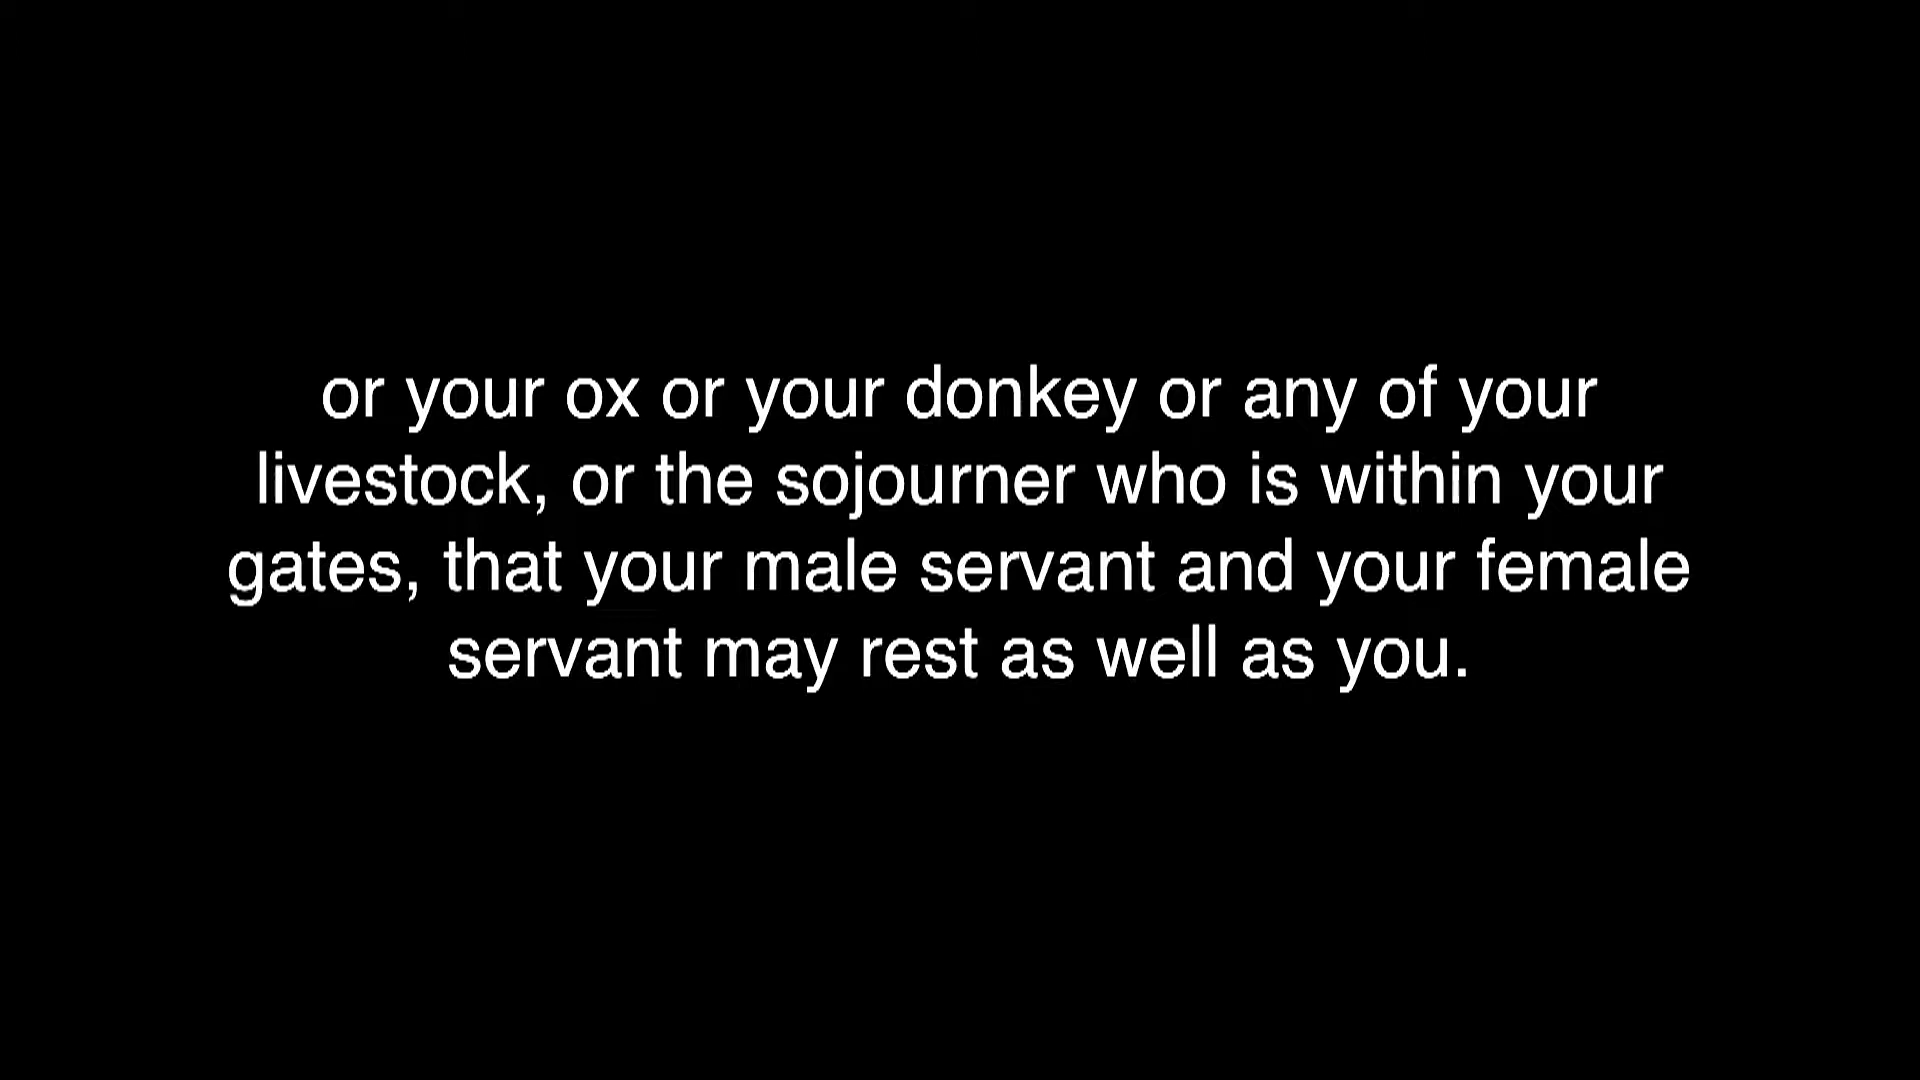 or your ox or your donkey or any of your
livestock, or the sojourner who is within your
gates, that your male servant and your female
servant may rest as well as you.